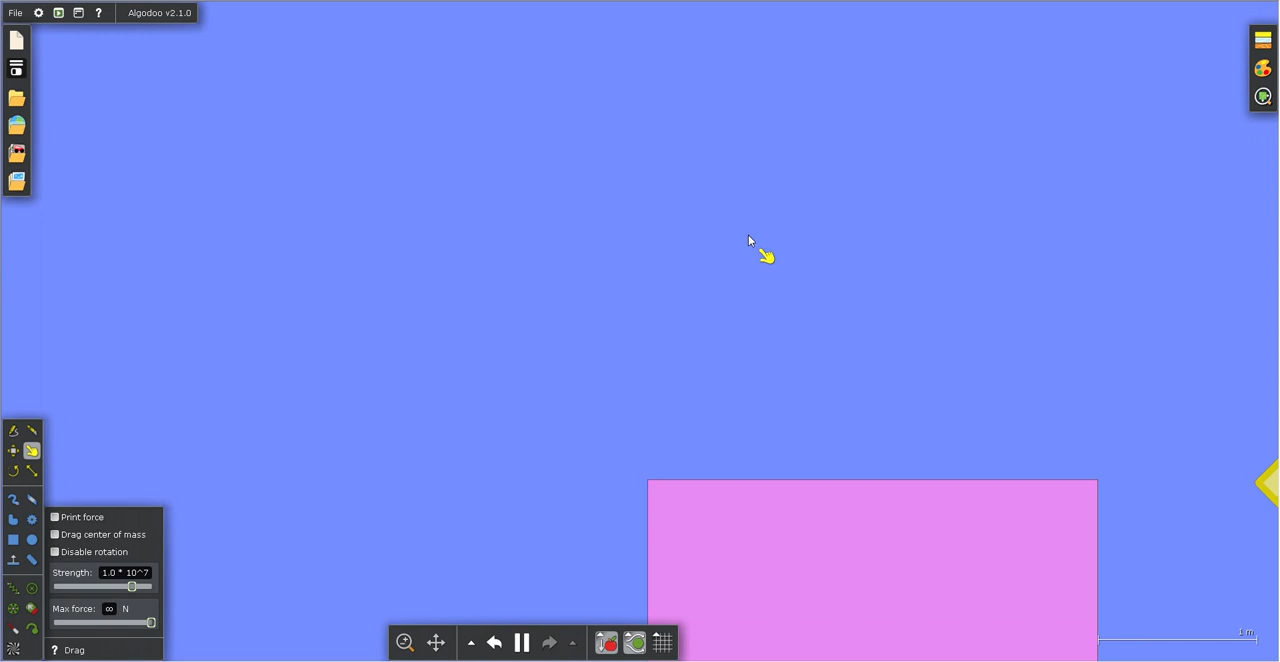 File ? Algodoo v2.1.0
Print force
Drag center of mass
Disable rotation
Strength: 1.0 * 10^7
Max force: ∞ N
? Drag
1 m